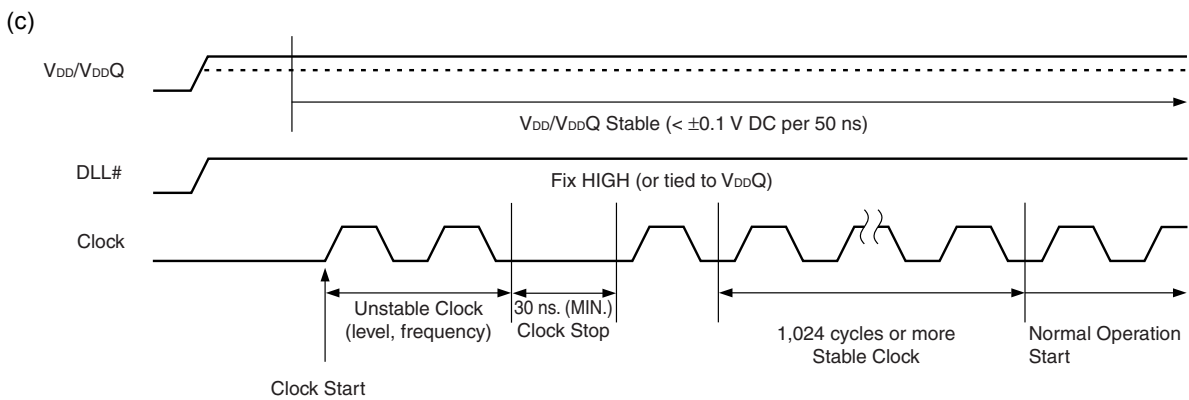 (c)
VDD/VDDQ
VDD/VDDQ Stable (< ±0.1 V DC per 50 ns)
DLL#
Fix HIGH (or tied to VDDQ)
Clock
Unstable Clock
(level, frequency)
30 ns. (MIN.)
Clock Stop
1,024 cycles or more
Stable Clock
Normal Operation
Start
Clock Start